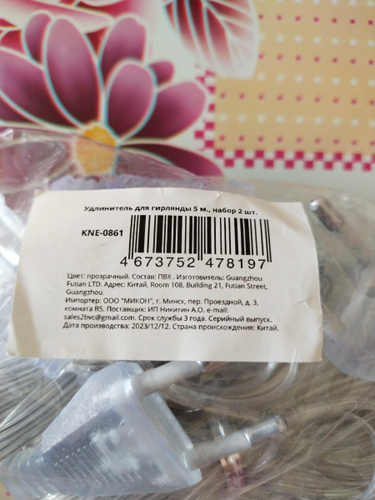 Удлинитель для гирлянды 5 м., набор 2 шт.
KNE-0861
4 673752 478197
Цвет: прозрачный. Состав: ПВХ . Изготовитель: Guangzhou
Futian LTD. Адрес: Китай, Room 108, Building 21, Futian Street,
Guangzhou.
Импортер: ООО "МИКОН", г. Минск, пер. Проездной, д. 3,
комната 85. Поставщик: ИП Никитин А.О. e-mail:
sales2tvc@gmail.com. Срок службы 3 года. Серийный выпуск.
Дата производства: 2023/12/12. Страна происхождения: Китай.